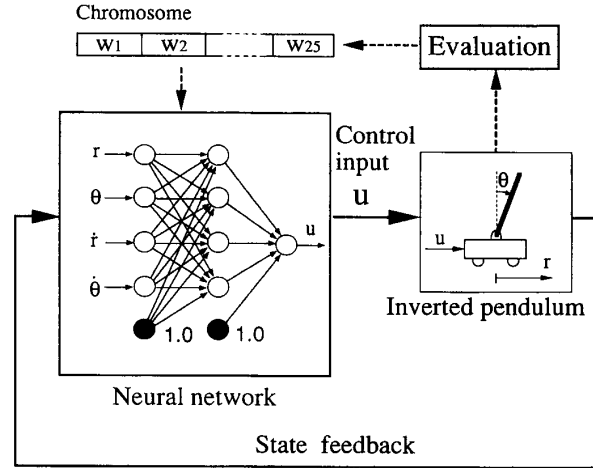 Chromosome
W1 W2 W25
Evaluation
r
θ
ṙ
θ̇
u
1.0 1.0
Neural network
Control
input
u
θ
u
r
Inverted pendulum
State feedback